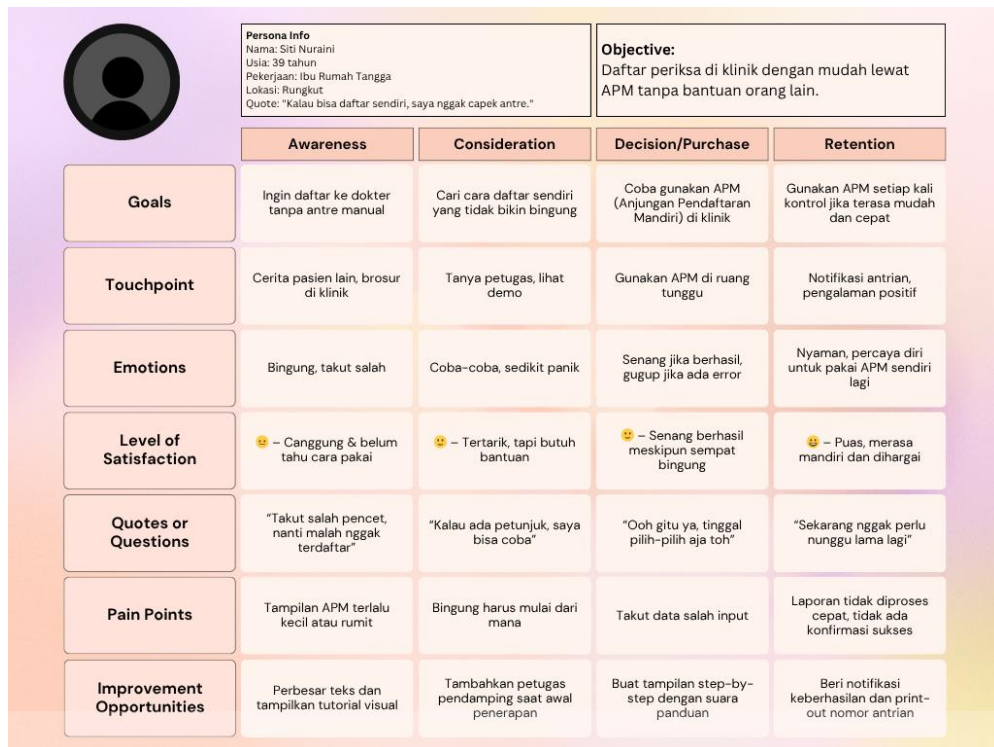 Persona Info
Nama: Siti Nuraini
Usia: 39 tahun
Pekerjaan: Ibu Rumah Tangga
Lokasi: Rungkut
Quote: "Kalau bisa daftar sendiri, saya nggak capek antre."
Objective:
Daftar periksa di klinik dengan mudah lewat
APM tanpa bantuan orang lain.
Awareness
Consideration
Decision/Purchase
Retention
Goals
Ingin daftar ke dokter
tanpa antre manual
Cari cara daftar sendiri
yang tidak bikin bingung
Coba gunakan APM
(Anjungan Pendaftaran
Mandiri) di klinik
Gunakan APM setiap kali
kontrol jika terasa mudah
dan cepat
Touchpoint
Cerita pasien lain, brosur
di klinik
Tanya petugas, lihat
demo
Gunakan APM di ruang
tunggu
Notifikasi antrian,
pengalaman positif
Emotions
Bingung, takut salah
Coba-coba, sedikit panik
Senang jika berhasil,
gugup jika ada error
Nyaman, percaya diri
untuk pakai APM sendiri
lagi
Level of
Satisfaction
😐 – Canggung & belum
tahu cara pakai
🙂 – Tertarik, tapi butuh
bantuan
🙂 – Senang berhasil
meskipun sempat
bingung
😀 – Puas, merasa
mandiri dan dihargai
Quotes or
Questions
“Takut salah pencet,
nanti malah nggak
terdaftar”
“Kalau ada petunjuk, saya
bisa coba”
“Ooh gitu ya, tinggal
pilih-pilih aja toh”
“Sekarang nggak perlu
nunggu lama lagi”
Pain Points
Tampilan APM terlalu
kecil atau rumit
Bingung harus mulai dari
mana
Takut data salah input
Laporan tidak diproses
cepat, tidak ada
konfirmasi sukses
Improvement
Opportunities
Perbesar teks dan
tampilkan tutorial visual
Tambahkan petugas
pendamping saat awal
penerapan
Buat tampilan step-by-
step dengan suara
panduan
Beri notifikasi
keberhasilan dan print-
out nomor antrian